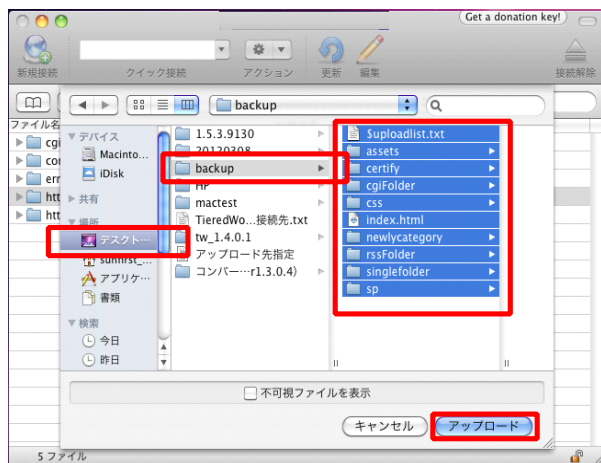 Get a donation key!
新規接続
クイック接続
アクション
更新
編集
接続解除
backup
ファイル名
cgi
con
err
htt
htt
デバイス
Macinto...
iDisk
共有
場所
デスクト…
sunfirst_...
アプリケ…
書類
検索
今日
昨日
1.5.3.9130
20120308
backup
HP
mactest
TieredWo...接続先.txt
tw_1.4.0.1
アップロード先指定
コンバー…r1.3.0.4)
$uploadlist.txt
assets
certify
cgiFolder
css
index.html
newlycategory
rssFolder
singlefolder
sp
不可視ファイルを表示
キャンセル
アップロード
5 ファイル